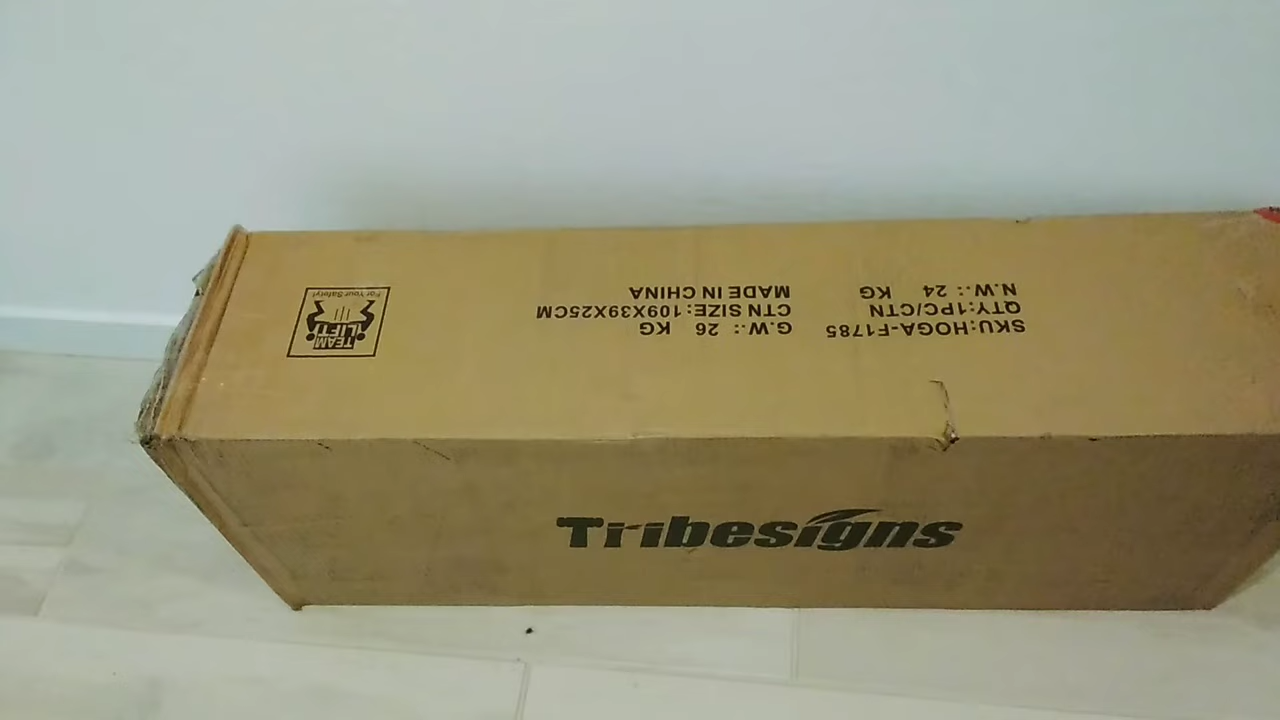 SKU:HOGA-F1785
QTY:1PC/CTN
N.W.: 24 KG
G.W.: 26 KG
CTN SIZE:109X39X25CM
MADE IN CHINA
TEAM
LIFT
For Your Safety!
Tribesigns